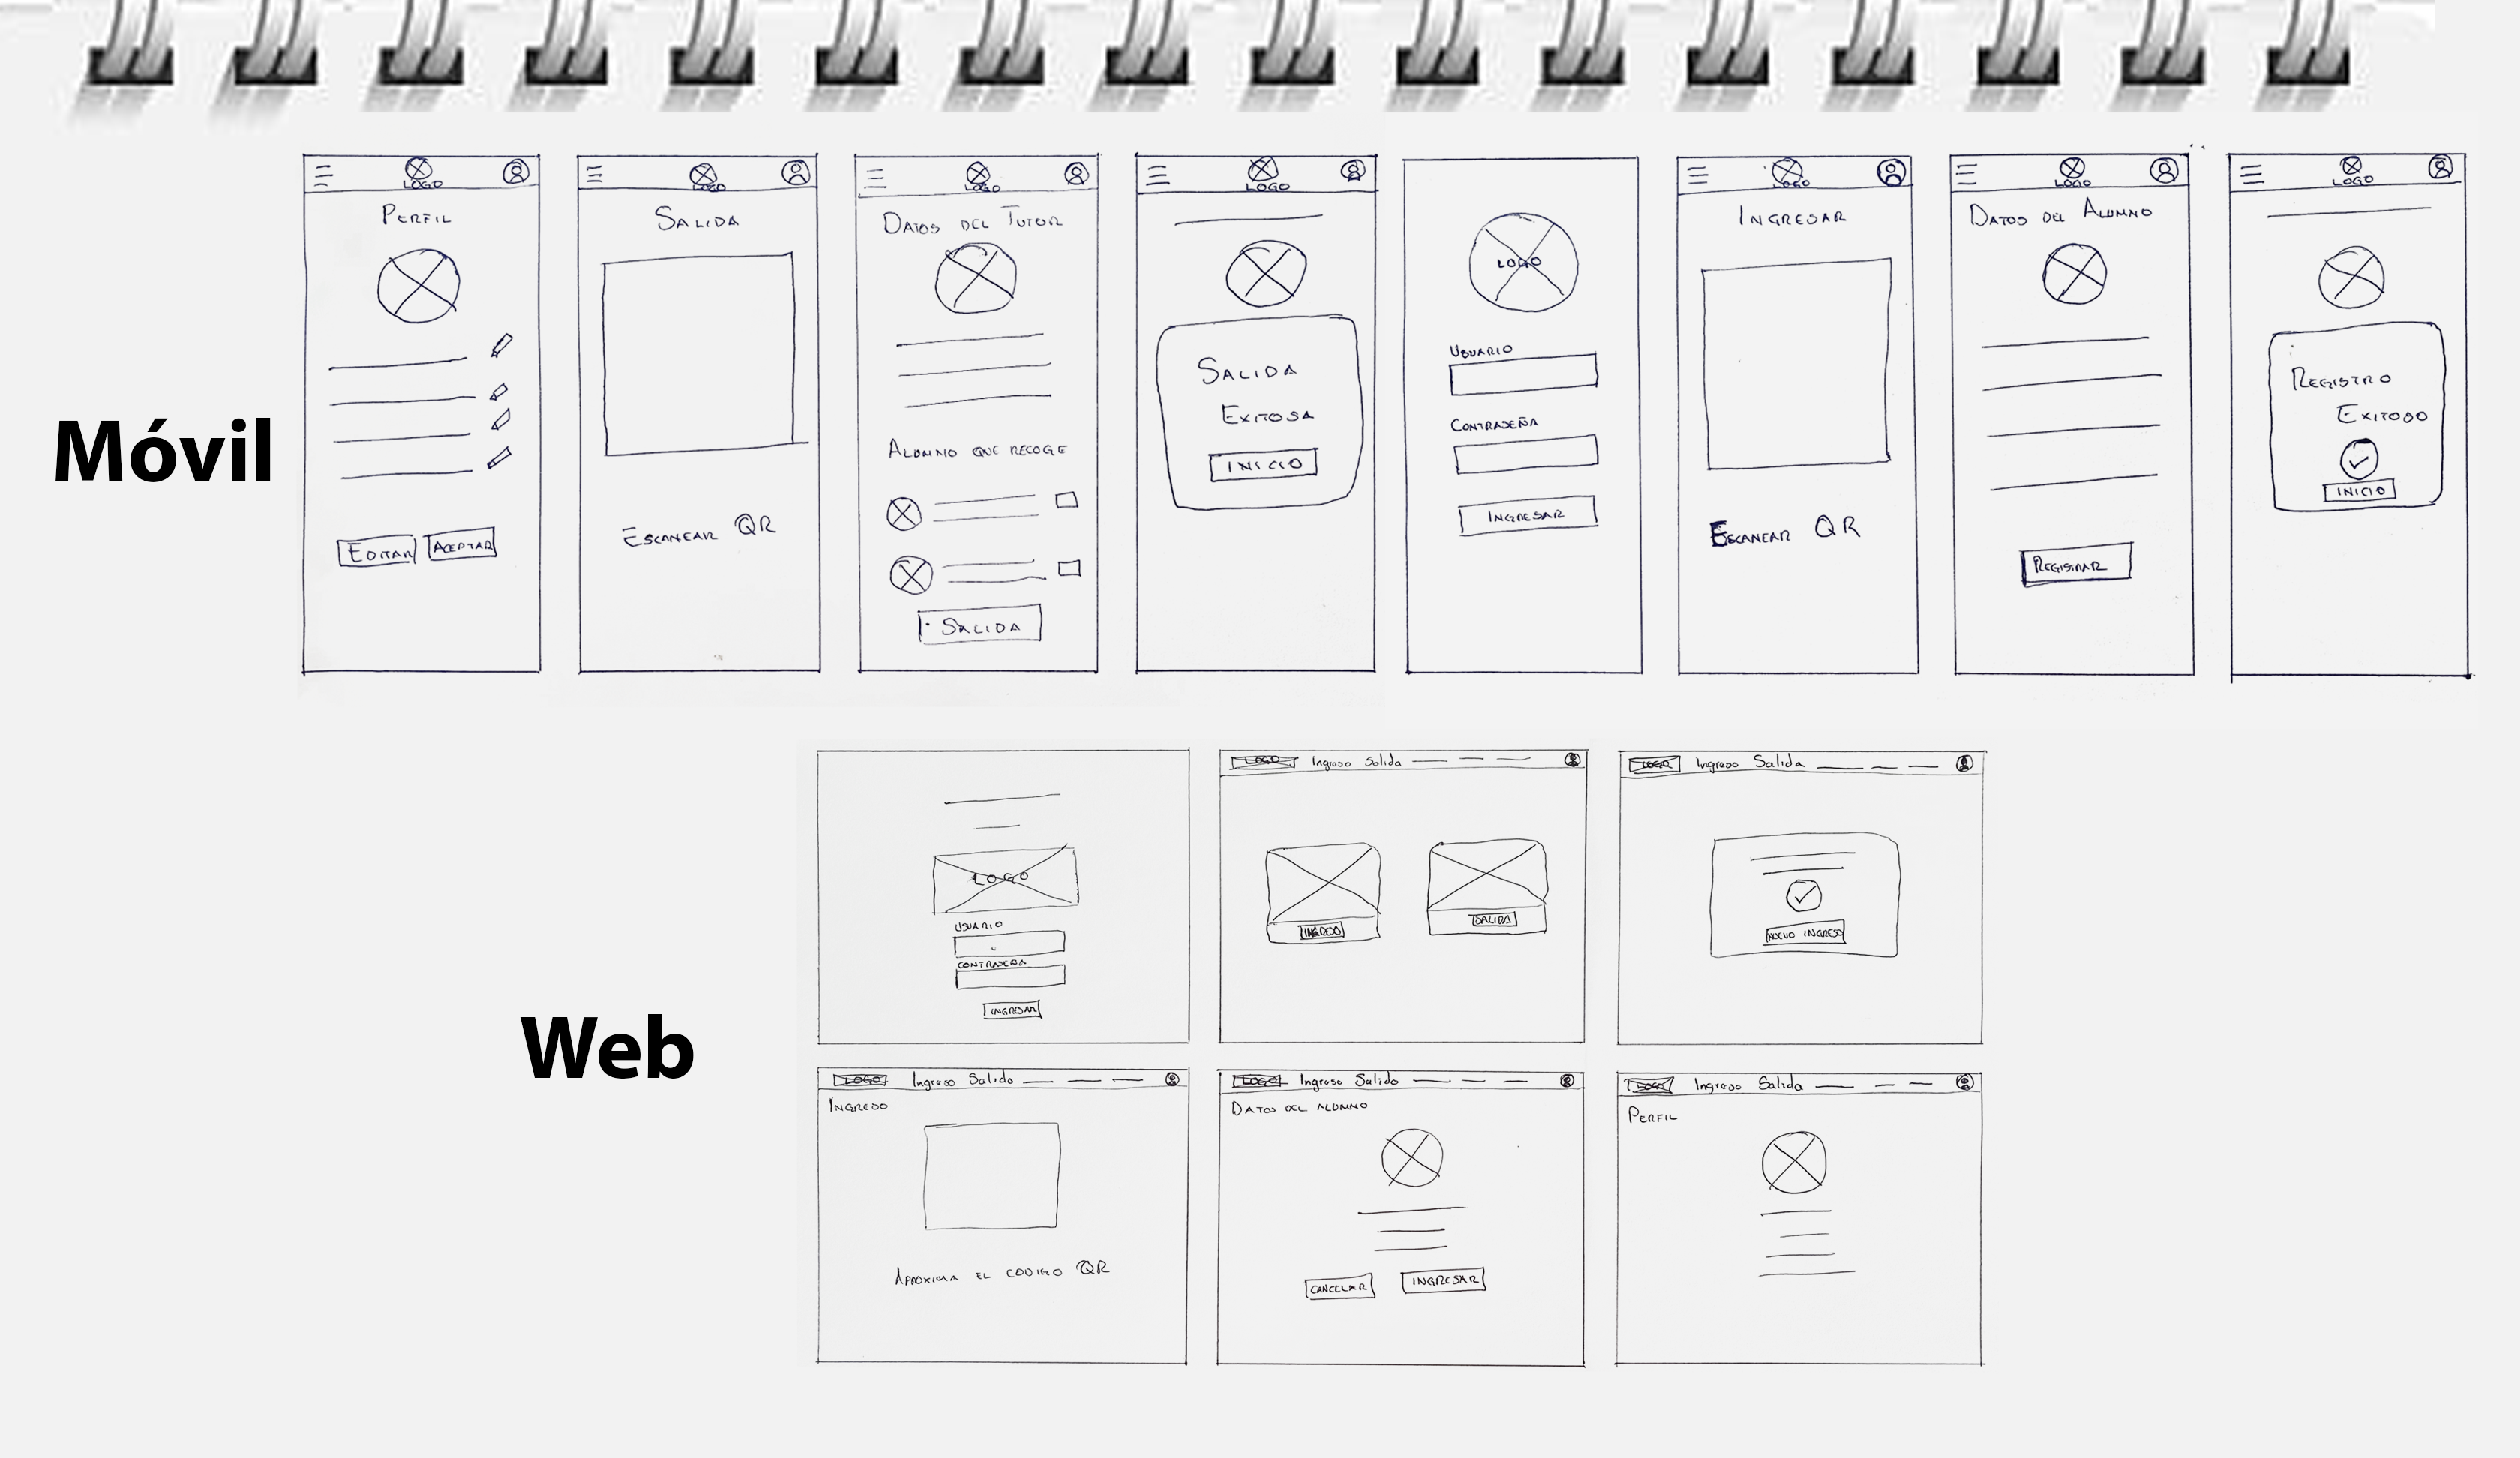 Móvil
LOGO
PERFIL
EDITAR ACEPTAR
LOGO
SALIDA
ESCANEAR QR
LOGO
DATOS DEL TUTOR
ALUMNO QUE RECOGE
SALIDA
LOGO
SALIDA
EXITOSA
INICIO
LOGO
USUARIO
CONTRASEÑA
INGRESAR
LOGO
INGRESAR
ESCANEAR QR
LOGO
DATOS DEL ALUMNO
REGISTRAR
LOGO
REGISTRO
EXITOSO
INICIO
Web
LOGO
USUARIO
CONTRASEÑA
INGRESAR
LOGO Ingreso Salida
INGRESO
SALIDA
LOGO Ingreso Salida
NUEVO INGRESO
LOGO Ingreso Salida
INGRESO
APROXIMA EL CODIGO QR
LOGO Ingreso Salida
DATOS DEL ALUMNO
CANCELAR INGRESAR
LOGO Ingreso Salida
PERFIL